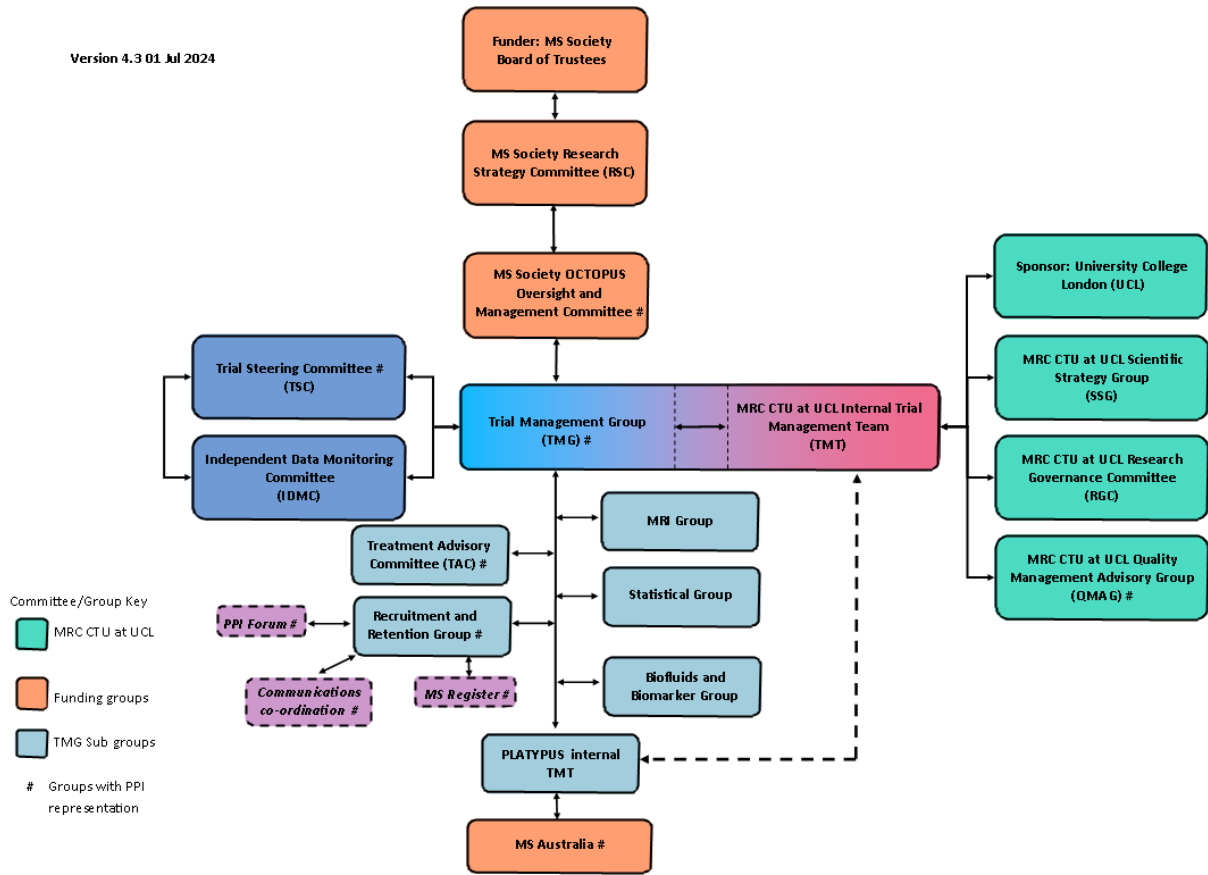 Version 4.3 01 Jul 2024
Funder: MS Society
Board of Trustees
MS Society Research
Strategy Committee (RSC)
MS Society OCTOPUS
Oversight and
Management Committee #
Sponsor: University College
London (UCL)
Trial Steering Committee #
(TSC)
MRC CTU at UCL Scientific
Strategy Group
(SSG)
Trial Management Group
(TMG) #
MRC CTU at UCL Internal Trial
Management Team
(TMT)
Independent Data Monitoring
Committee
(IDMC)
MRC CTU at UCL Research
Governance Committee
(RGC)
MRI Group
Treatment Advisory
Committee (TAC) #
MRC CTU at UCL Quality
Management Advisory Group
(QMAG) #
Statistical Group
PPI Forum #
Recruitment and
Retention Group #
Communications
co-ordination #
MS Register #
Biofluids and
Biomarker Group
PLATYPUS internal
TMT
MS Australia #
Committee/Group Key
MRC CTU at UCL
Funding groups
TMG Sub groups
# Groups with PPI
representation